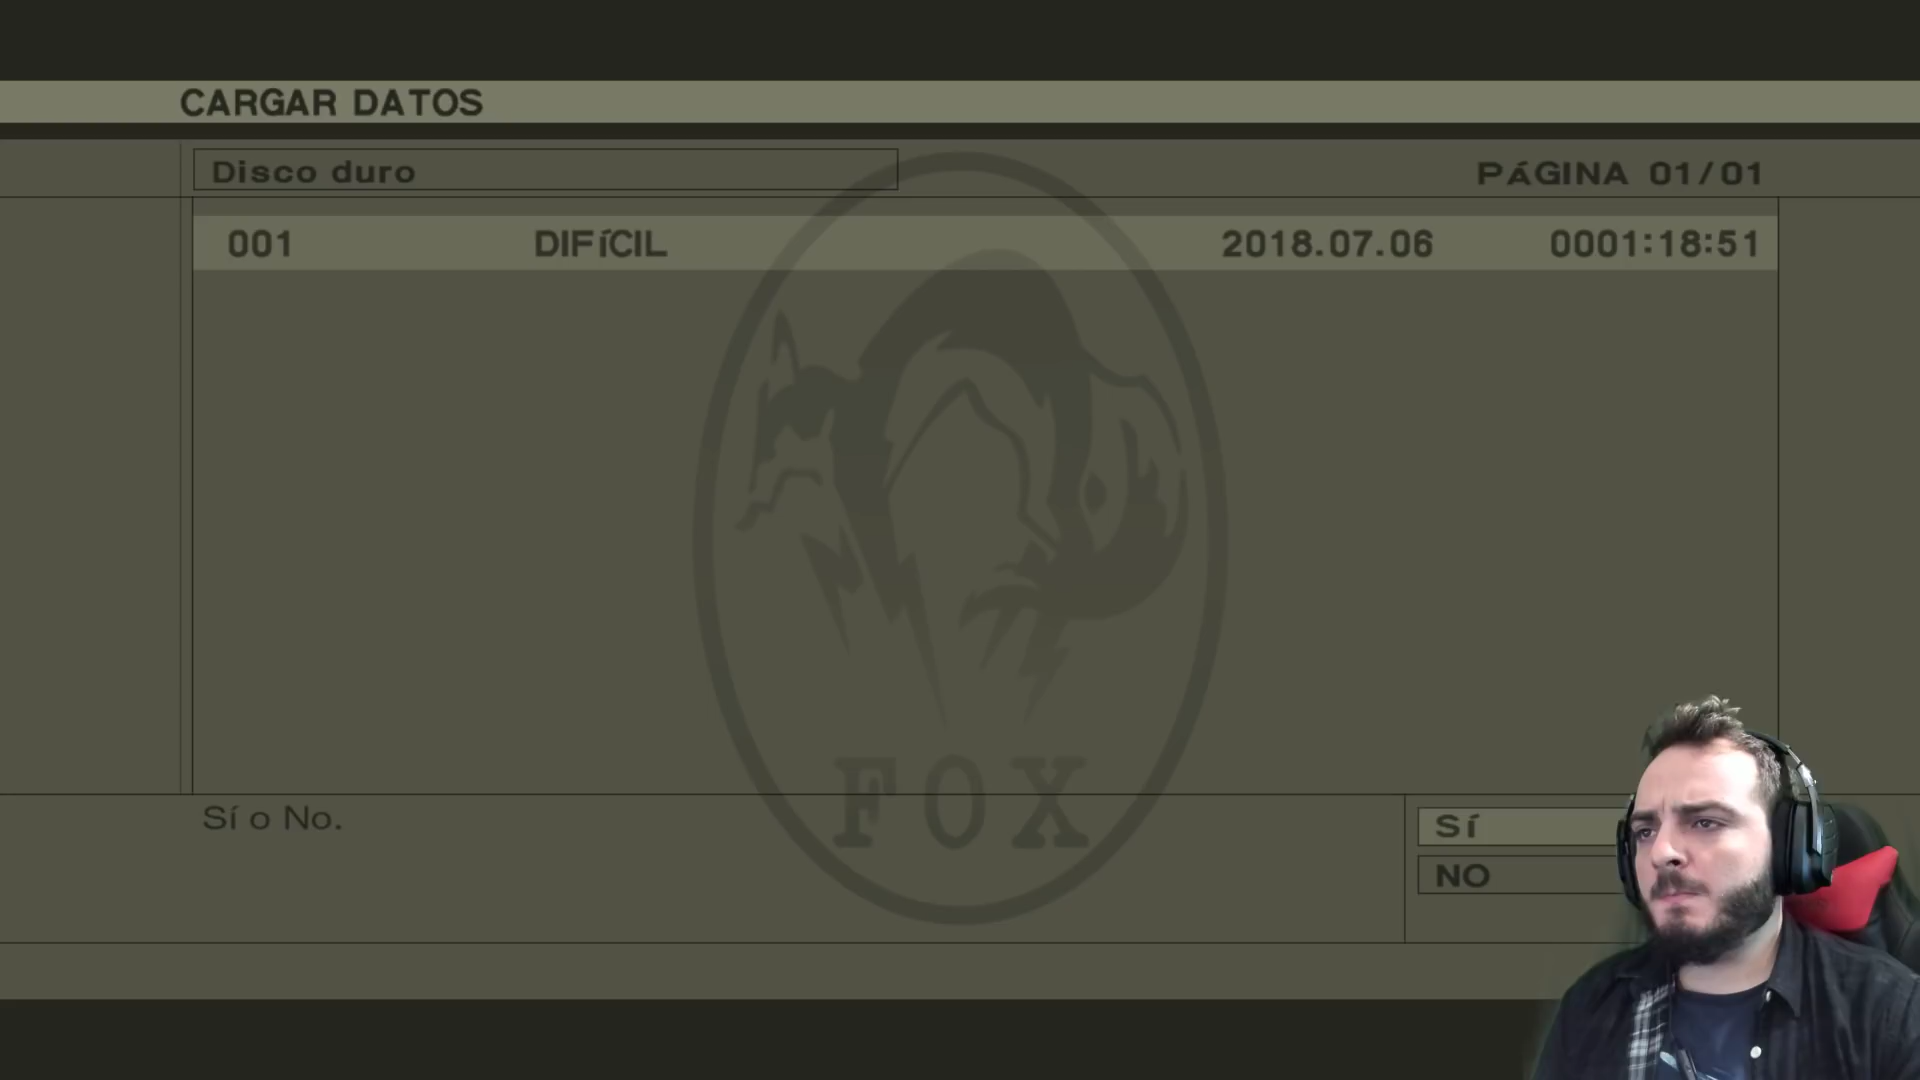 CARGAR DATOS
Disco duro
PÁGINA 01/01
001 DIFíCIL 2018.07.06 0001:18:51
FOX
Sí o No.
Sí
NO